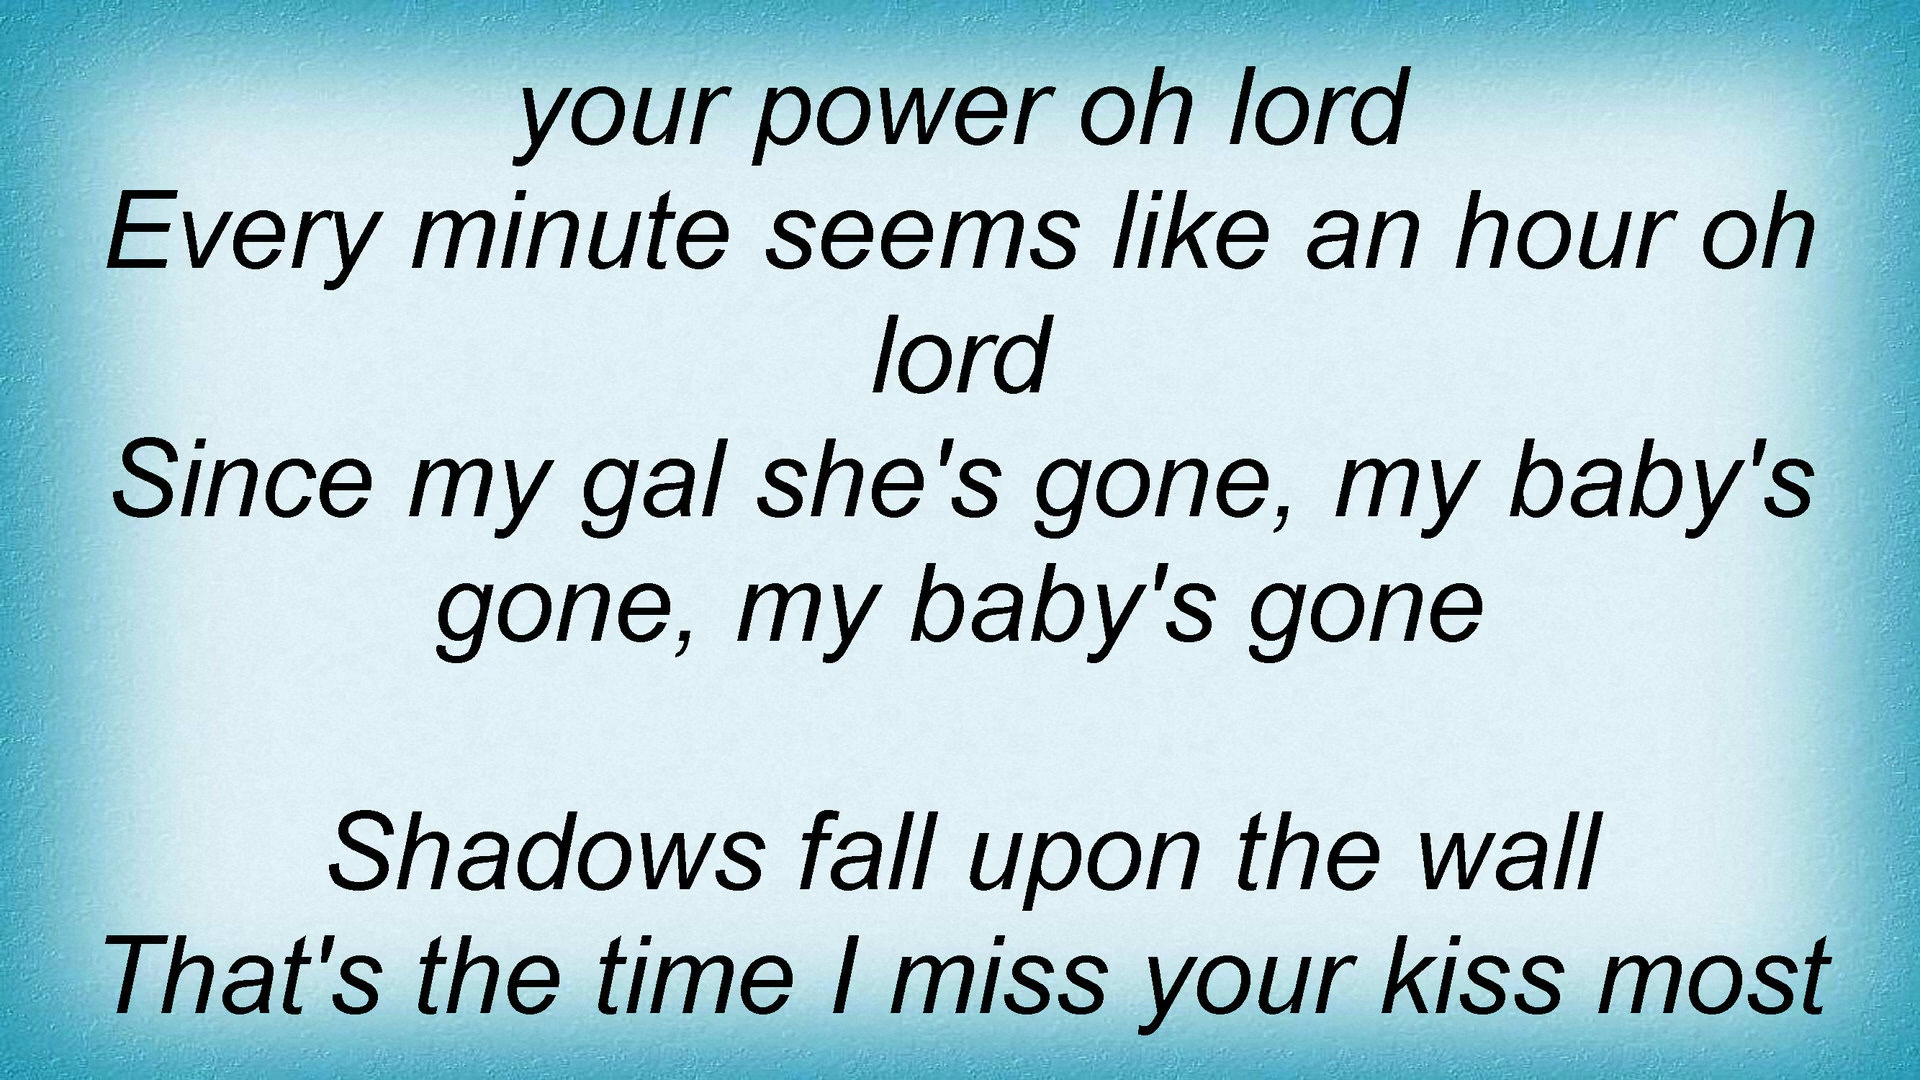 your power oh lord
Every minute seems like an hour oh
lord
Since my gal she's gone, my baby's
gone, my baby's gone
Shadows fall upon the wall
That's the time I miss your kiss most